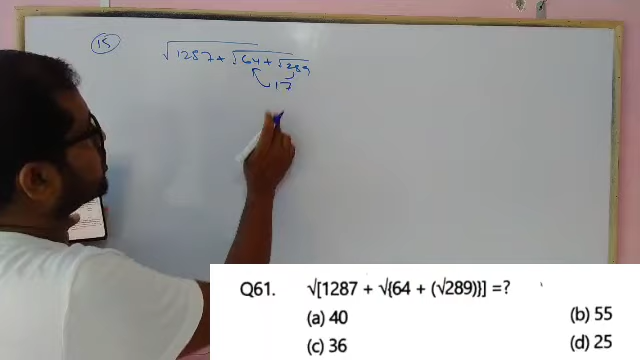 15 √1287 + √64 + √289
17
Q61. √[1287 + √{64 + (√289)}] =?
(a) 40 (b) 55
(c) 36 (d) 25